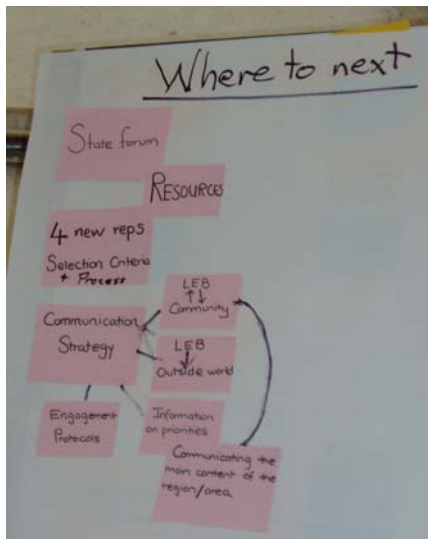 Where to next
State forum
RESOURCES
4 new reps
Selection Criteria
+ Process
Communication
Strategy
LEB
↑↓
Community
LEB
↓
Outside world
Engagement
Protocols
Information
on priorities
Communicating the
main content of the
region/area